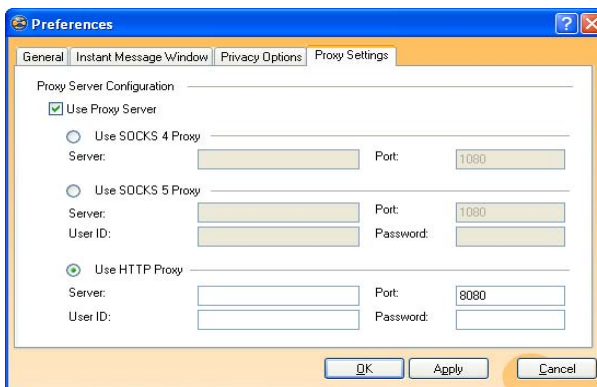 Preferences
General Instant Message Window Privacy Options Proxy Settings
Proxy Server Configuration
Use Proxy Server
Use SOCKS 4 Proxy
Server: Port: 1080
Use SOCKS 5 Proxy
Server: Port: 1080
User ID: Password:
Use HTTP Proxy
Server: Port: 8080
User ID: Password:
OK Apply Cancel